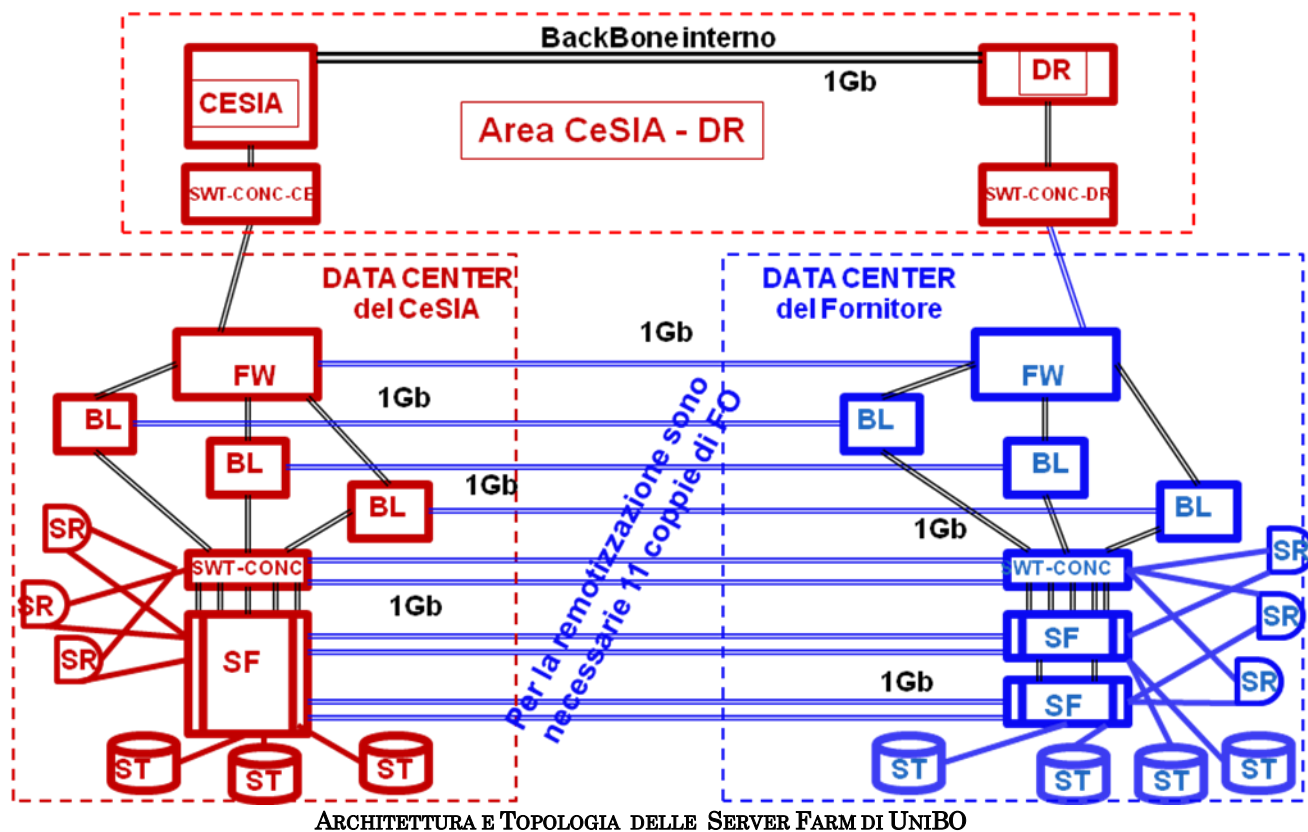 BackBone interno
1Gb
CESIA
DR
Area CeSIA - DR
SWT-CONC-CE
SWT-CONC-DR
DATA CENTER
del CeSIA
DATA CENTER
del Fornitore
1Gb
FW
FW
1Gb
BL
BL
BL
BL
1Gb
BL
BL
Per la remotizzazione sono
necessarie 11 coppie di FO
SR
1Gb
SR
SWT-CONC
SWT-CONC
SR
1Gb
SR
SR
SF
SF
SR
1Gb
SF
ST
ST
ST
ST
ST
ST
ST
ARCHITETTURA E TOPOLOGIA DELLE SERVER FARM DI UNIBO